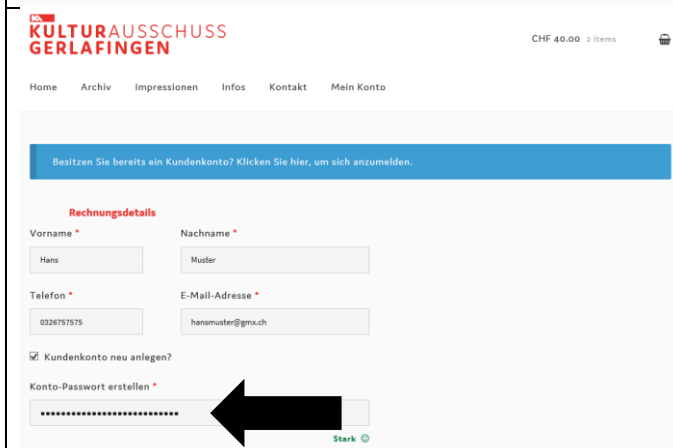 SO.
KULTURAUSSCHUSS
GERLAFINGEN
CHF 40.00 2 items
Home Archiv Impressionen Infos Kontakt Mein Konto
Besitzen Sie bereits ein Kundenkonto? Klicken Sie hier, um sich anzumelden.
Rechnungsdetails
Vorname * Nachname *
Hans Muster
Telefon * E-Mail-Adresse *
0326757575 hansmuster@gmx.ch
Kundenkonto neu anlegen?
Konto-Passwort erstellen *
Stark